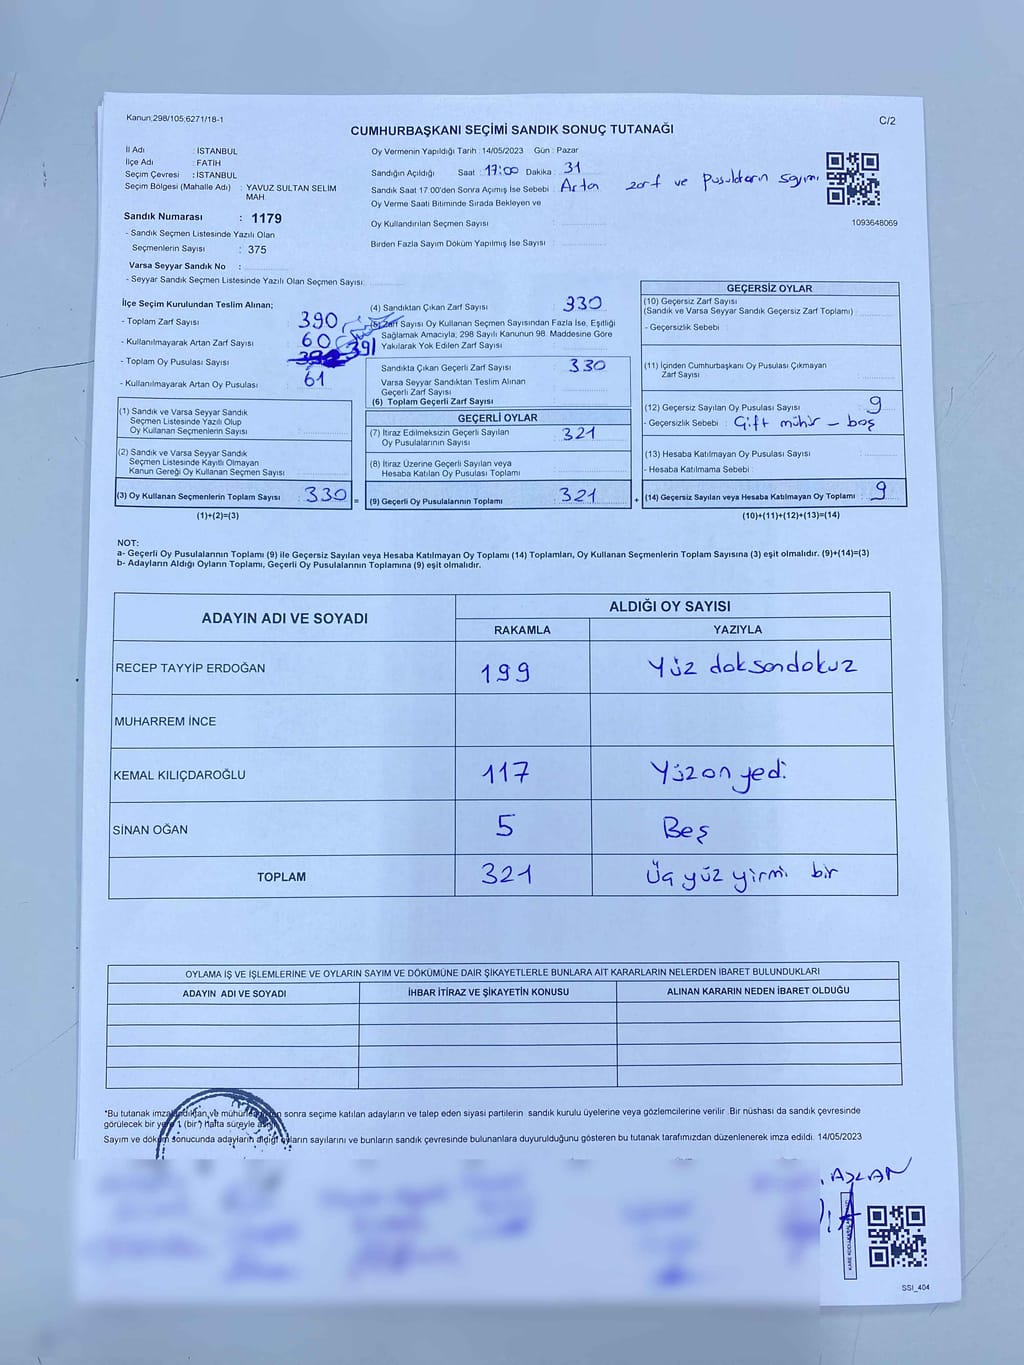 Kanun;298/105;6271/18-1
C/2
CUMHURBAŞKANI SEÇİMİ SANDIK SONUÇ TUTANAĞI
İl Adı : İSTANBUL
İlçe Adı : FATİH
Seçim Çevresi : İSTANBUL
Seçim Bölgesi (Mahalle Adı) : YAVUZ SULTAN SELİM MAH.
Sandık Numarası : 1179
- Sandık Seçmen Listesinde Yazılı Olan
Seçmenlerin Sayısı : 375
Varsa Seyyar Sandık No :
- Seyyar Sandık Seçmen Listesinde Yazılı Olan Seçmen Sayısı:
Oy Vermenin Yapıldığı Tarih : 14/05/2023 Gün : Pazar
Sandığın Açıldığı Saat : 17:00 Dakika : 31
Sandık Saat 17.00'den Sonra Açımış İse Sebebi : Artan zarf ve pusulaların sayımı
Oy Verme Saati Bitiminde Sırada Bekleyen ve
Oy Kullandırılan Seçmen Sayısı :
Birden Fazla Sayım Döküm Yapılmış İse Sayısı :
1093648069
İlçe Seçim Kurulundan Teslim Alınan;
- Toplam Zarf Sayısı : 390
- Kullanılmayarak Artan Zarf Sayısı : 60
- Toplam Oy Pusulası Sayısı : 391
- Kullanılmayarak Artan Oy Pusulası : 61
(1) Sandık ve Varsa Seyyar Sandık
Seçmen Listesinde Yazılı Olup
Oy Kullanan Seçmenlerin Sayısı :
(2) Sandık ve Varsa Seyyar Sandık
Seçmen Listesinde Kayıtlı Olmayan
Kanun Gereği Oy Kullanan Seçmen Sayısı :
(3) Oy Kullanan Seçmenlerin Toplam Sayısı : 330 =
(1)+(2)=(3)
(4) Sandıktan Çıkan Zarf Sayısı : 330
(5) Zarf Sayısı Oy Kullanan Seçmen Sayısından Fazla İse, Eşitliği
Sağlamak Amacıyla; 298 Sayılı Kanunun 98. Maddesine Göre
Yakılarak Yok Edilen Zarf Sayısı :
Sandıkta Çıkan Geçerli Zarf Sayısı : 330
Varsa Seyyar Sandıktan Teslim Alınan
Geçerli Zarf Sayısı :
(6) Toplam Geçerli Zarf Sayısı :
GEÇERLİ OYLAR
(7) İtiraz Edilmeksizin Geçerli Sayılan
Oy Pusulalarının Sayısı : 321
(8) İtiraz Üzerine Geçerli Sayılan veya
Hesaba Katılan Oy Pusulası Toplamı :
(9) Geçerli Oy Pusulalarının Toplamı : 321 +
GEÇERSİZ OYLAR
(10) Geçersiz Zarf Sayısı
(Sandık ve Varsa Seyyar Sandık Geçersiz Zarf Toplamı) :
- Geçersizlik Sebebi :
(11) İçinden Cumhurbaşkanı Oy Pusulası Çıkmayan
Zarf Sayısı :
(12) Geçersiz Sayılan Oy Pusulası Sayısı : 9
- Geçersizlik Sebebi : Çift mühür - boş
(13) Hesaba Katılmayan Oy Pusulası Sayısı :
- Hesaba Katılmama Sebebi :
(14) Geçersiz Sayılan veya Hesaba Katılmayan Oy Toplamı : 9
(10)+(11)+(12)+(13)=(14)
NOT:
a- Geçerli Oy Pusulalarının Toplamı (9) ile Geçersiz Sayılan veya Hesaba Katılmayan Oy Toplamı (14) Toplamları, Oy Kullanan Seçmenlerin Toplam Sayısına (3) eşit olmalıdır. (9)+(14)=(3)
b- Adayların Aldığı Oyların Toplamı, Geçerli Oy Pusulalarının Toplamına (9) eşit olmalıdır.
ADAYIN ADI VE SOYADI ALDIĞI OY SAYISI
RAKAMLA YAZIYLA
RECEP TAYYİP ERDOĞAN 199 Yüz doksandokuz
MUHARREM İNCE
KEMAL KILIÇDAROĞLU 117 Yüzon yedi
SİNAN OĞAN 5 Beş
TOPLAM 321 Üç yüz yirmi bir
OYLAMA İŞ VE İŞLEMLERİNE VE OYLARIN SAYIM VE DÖKÜMÜNE DAİR ŞİKAYETLERLE BUNLARA AİT KARARLARIN NELERDEN İBARET BULUNDUKLARI
ADAYIN ADI VE SOYADI İHBAR İTİRAZ VE ŞİKAYETİN KONUSU ALINAN KARARIN NEDEN İBARET OLDUĞU
*Bu tutanak imzalandıktan ve mühürlendikten sonra seçime katılan adayların ve talep eden siyasi partilerin sandık kurulu üyelerine veya gözlemcilerine verilir. Bir nüshası da sandık çevresinde
görülecek bir yere 1 (bir) hafta süreyle asılır.
Sayım ve döküm sonucunda adayların aldığı oyların sayılarını ve bunların sandık çevresinde bulunanlara duyurulduğunu gösteren bu tutanak tarafımızdan düzenlenerek imza edildi. 14/05/2023
SSI_404